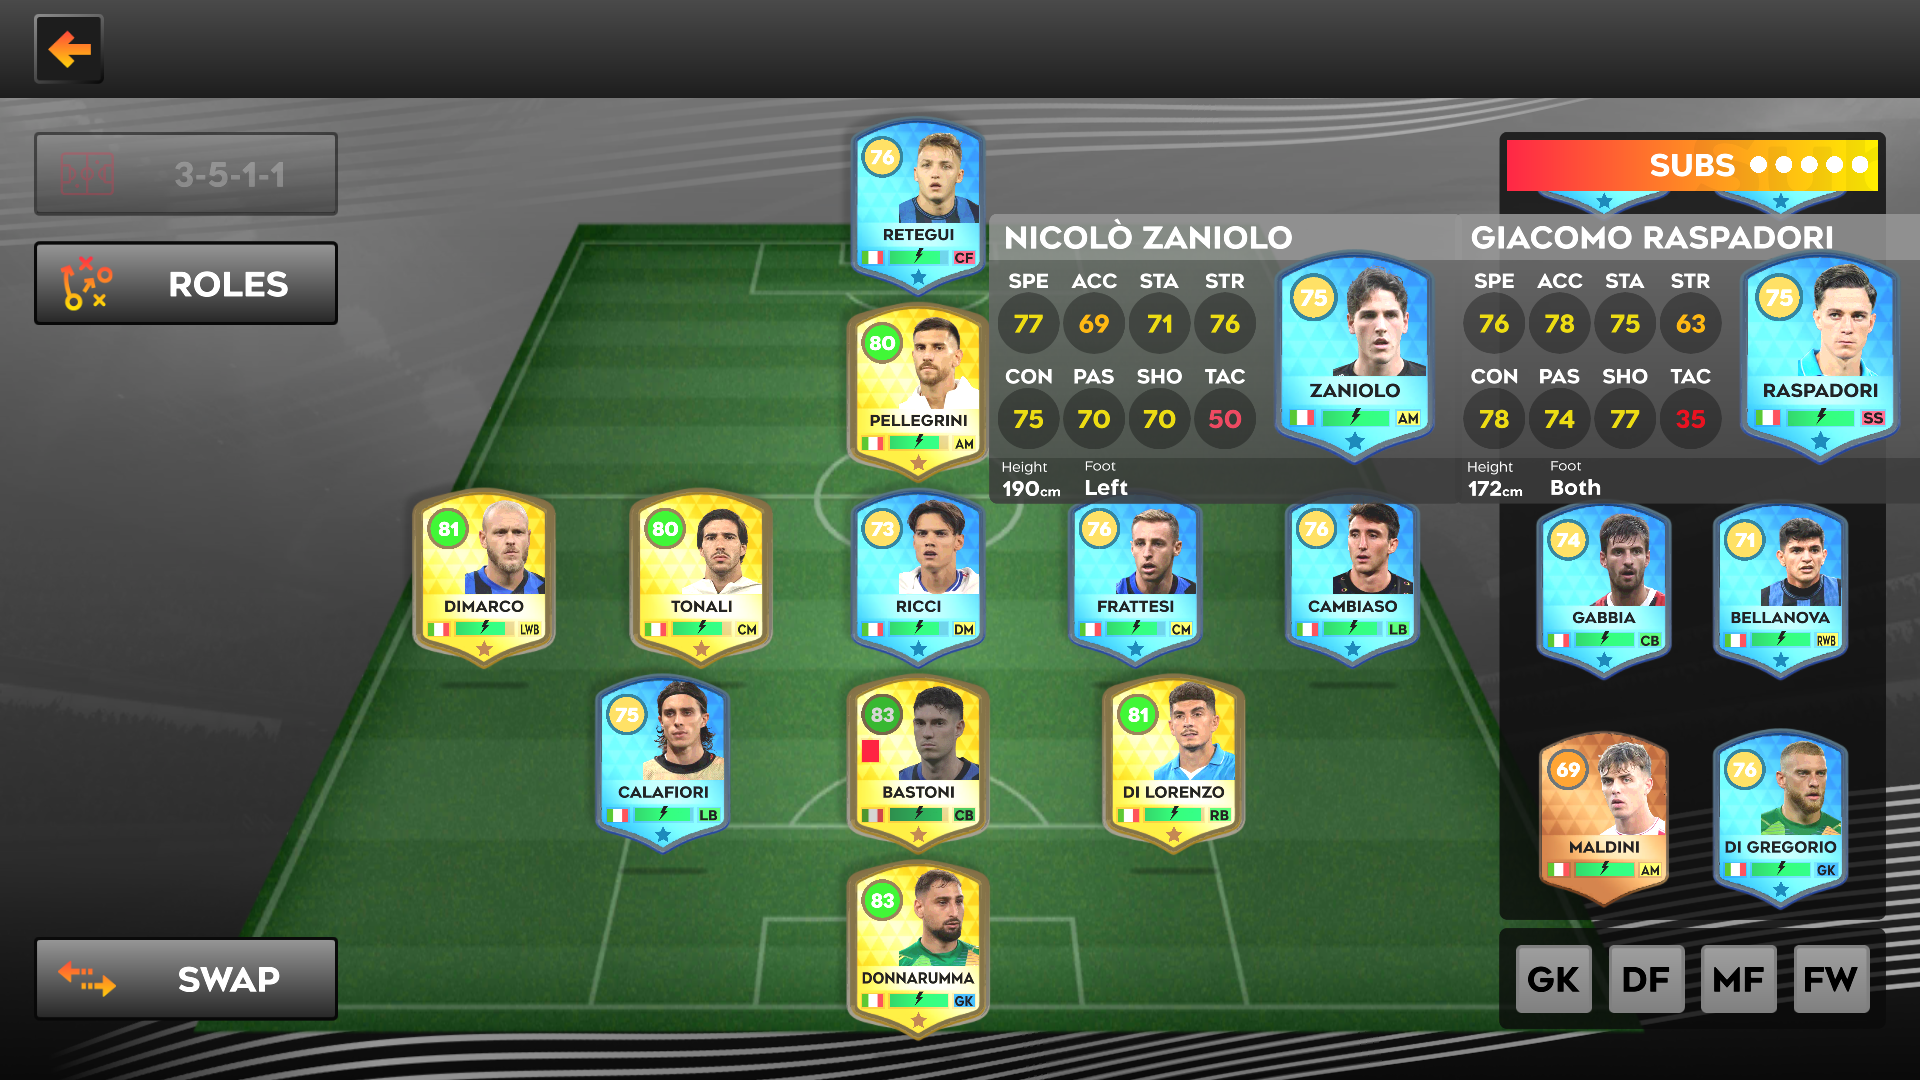 3-5-1-1
ROLES
SWAP
SUBS
76
RETEGUI
CF
80
PELLEGRINI
AM
NICOLÒ ZANIOLO
SPE ACC STA STR
77 69 71 76
CON PAS SHO TAC
75 70 70 50
Height Foot
190cm Left
75
ZANIOLO
AM
GIACOMO RASPADORI
SPE ACC STA STR
76 78 75 63
CON PAS SHO TAC
78 74 77 35
Height Foot
172cm Both
75
RASPADORI
SS
81
DIMARCO
LWB
80
TONALI
CM
73
RICCI
DM
76
FRATTESI
CM
76
CAMBIASO
LB
74
GABBIA
CB
71
BELLANOVA
RWB
75
CALAFIORI
LB
83
BASTONI
CB
81
DI LORENZO
RB
69
MALDINI
AM
76
DI GREGORIO
GK
83
DONNARUMMA
GK
GK DF MF FW